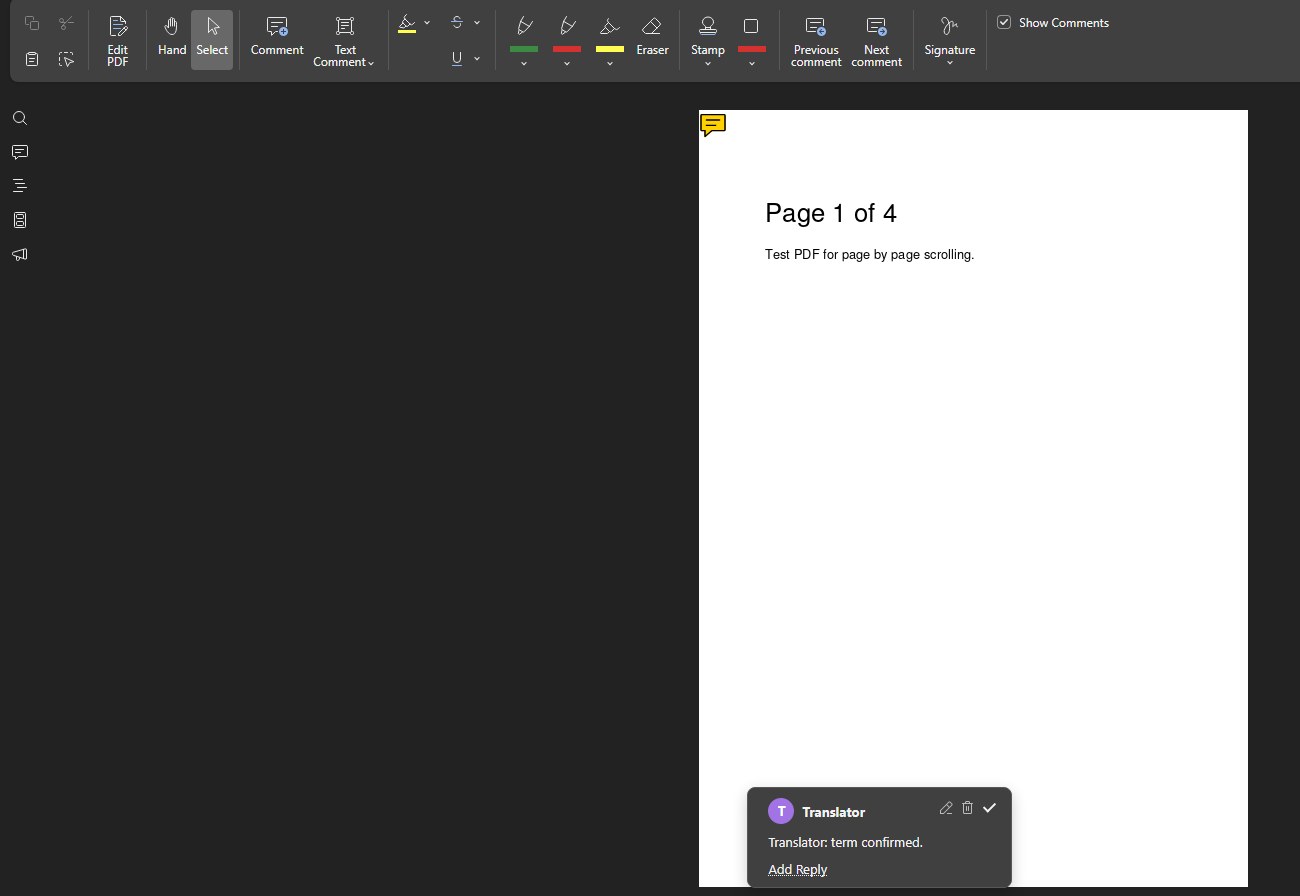 Edit
PDF
Hand
Select
Comment
Text
Comment
Eraser
Stamp
Previous
comment
Next
comment
Signature
Show Comments
Page 1 of 4
Test PDF for page by page scrolling.
T
Translator
Translator: term confirmed.
Add Reply